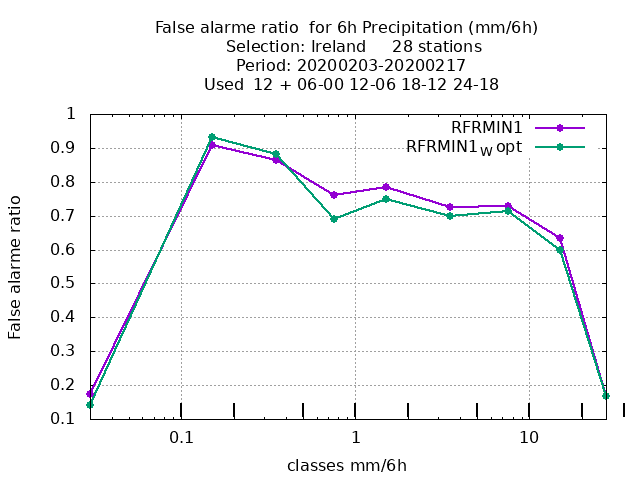 False alarme ratio  for 6h Precipitation (mm/6h)
Selection: Ireland     28 stations
Period: 20200203-20200217
Used  12 + 06-00 12-06 18-12 24-18
RFRMIN1
RFRMIN1W opt
1
0.9
0.8
0.7
0.6
0.5
0.4
0.3
0.2
0.1
False alarme ratio
0.1
1
10
classes mm/6h